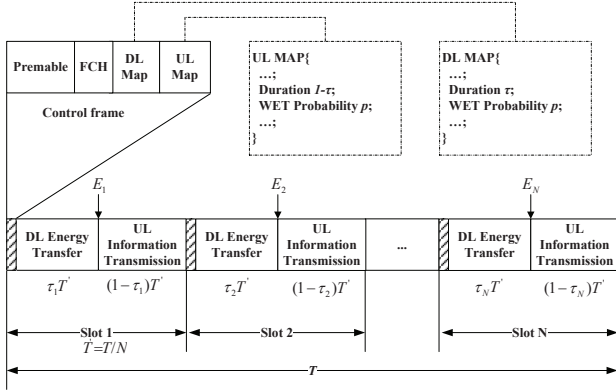 Premable
FCH
DL
Map
UL
Map
Control frame
UL MAP{
...;
Duration 1-τ;
WET Probability p;
...;
}
DL MAP{
...;
Duration τ;
WET Probability p;
...;
}
E1
E2
EN
DL Energy
Transfer
UL
Information
Transmission
DL Energy
Transfer
UL
Information
Transmission
...
DL Energy
Transfer
UL
Information
Transmission
τ1T'
(1−τ1)T'
τ2T'
(1−τ2)T'
τNT'
(1−τN)T'
Slot 1
Slot 2
Slot N
T'=T/N
T